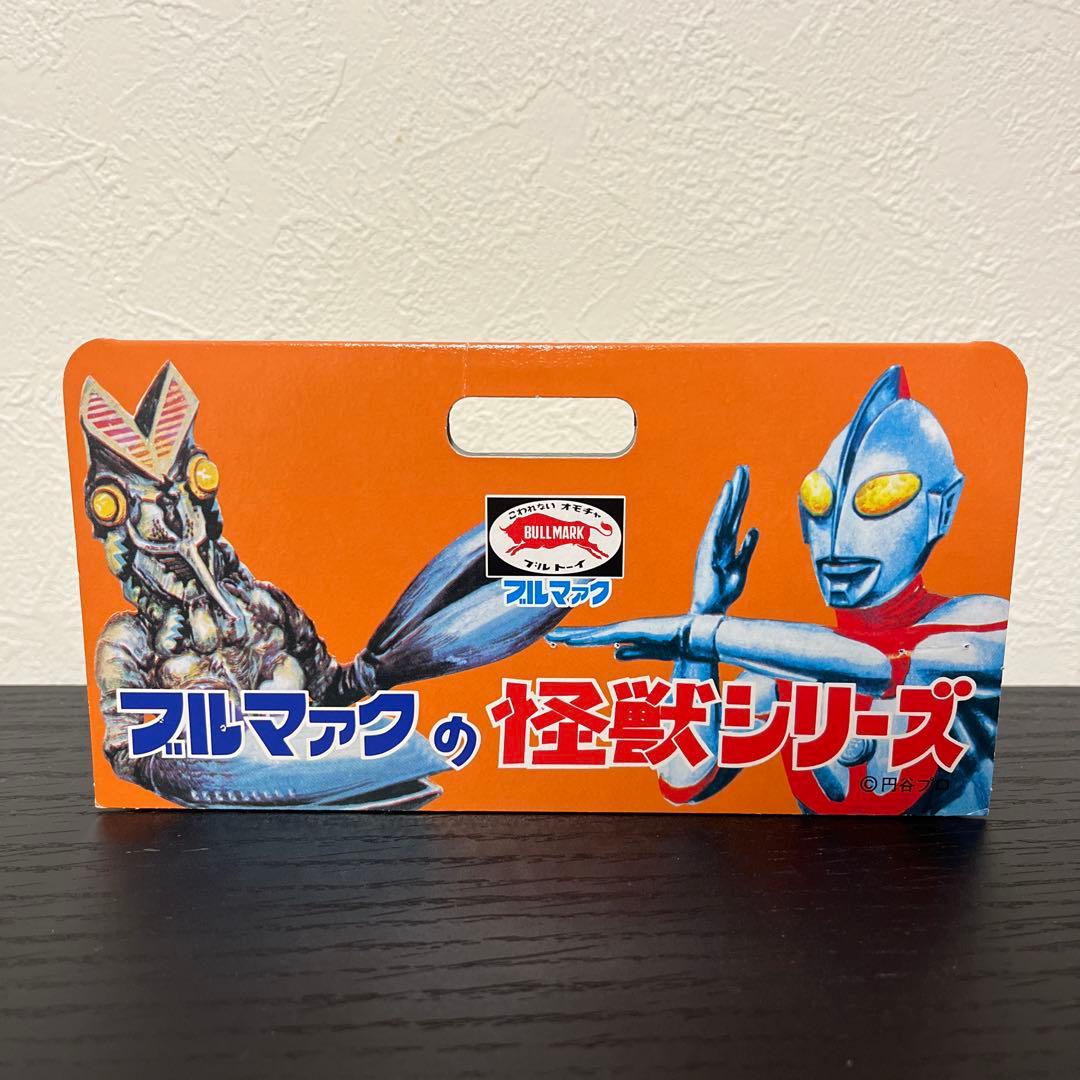 こわれない オモチャ
BULLMARK
ブルトーイ
ブルマァク
ブルマァクの怪獣シリーズ
©円谷プロ